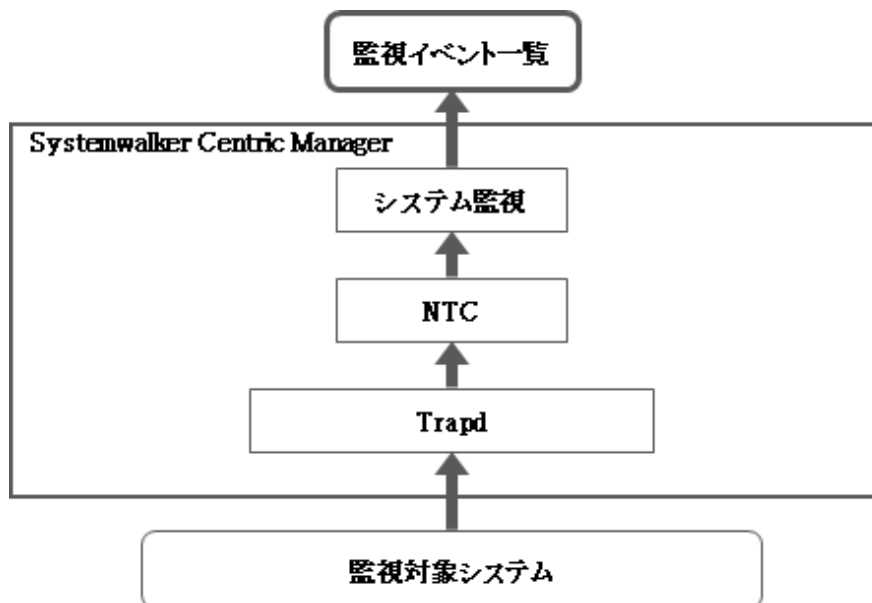 監視イベント一覧
Systemwalker Centric Manager
システム監視
NTC
Trapd
監視対象システム